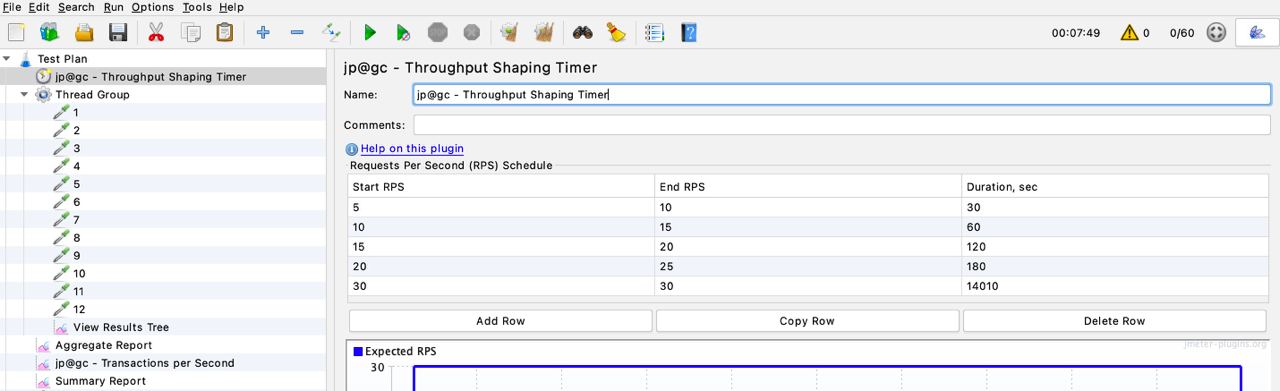 File Edit Search Run Options Tools Help
00:07:49 0 0/60
Test Plan
jp@gc - Throughput Shaping Timer
Thread Group
1
2
3
4
5
6
7
8
9
10
11
12
View Results Tree
Aggregate Report
jp@gc - Transactions per Second
Summary Report
jp@gc - Throughput Shaping Timer
Name: jp@gc - Throughput Shaping Timer
Comments:
Help on this plugin
Requests Per Second (RPS) Schedule
Start RPS End RPS Duration, sec
5 10 30
10 15 60
15 20 120
20 25 180
30 30 14010
Add Row Copy Row Delete Row
jmeter-plugins.org
Expected RPS
30